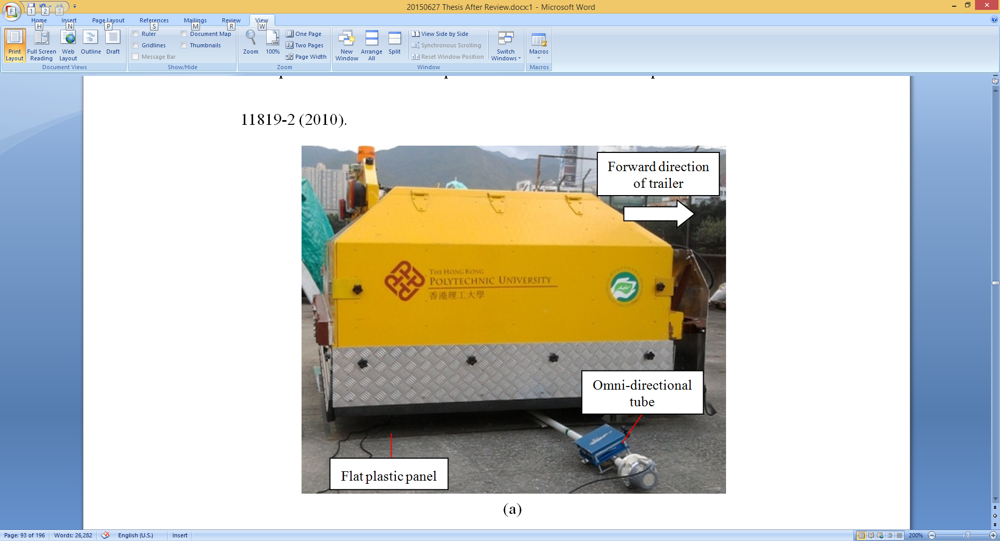 20150627 Thesis After Review.docx:1 - Microsoft Word
F
1
2
3
Home
Insert
Page Layout
References
Mailings
Review
View
H
N
P
S
M
R
W
Print Layout
Full Screen Reading
Web Layout
Outline
Draft
Document Views
Ruler
Gridlines
Message Bar
Document Map
Thumbnails
Show/Hide
Zoom
100%
One Page
Two Pages
Page Width
Zoom
New Window
Arrange All
Split
View Side by Side
Synchronous Scrolling
Reset Window Position
Switch Windows
Window
Macros
Macros
11819-2 (2010).
Forward direction
of trailer
THE HONG KONG
POLYTECHNIC UNIVERSITY
香港理工大學
Omni-directional
tube
Flat plastic panel
(a)
Page: 93 of 196
Words: 26,282
English (U.S.)
Insert
200%